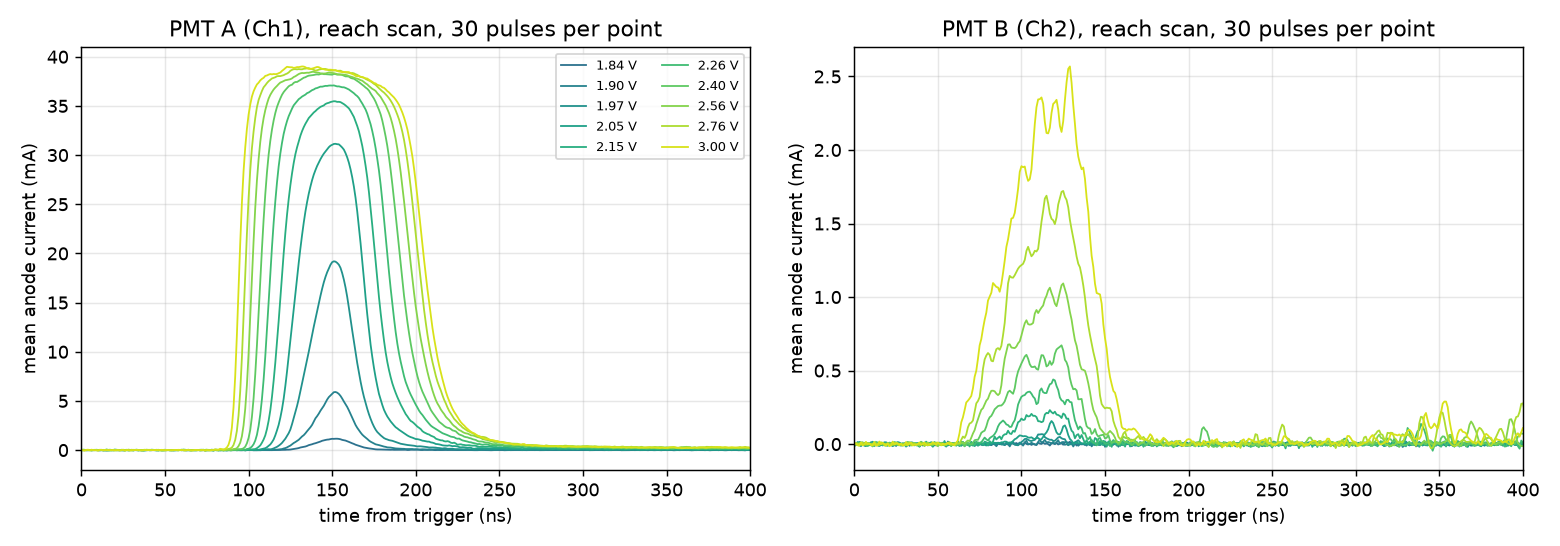 PMT A (Ch1), reach scan, 30 pulses per point
mean anode current (mA)
40
35
30
25
20
15
10
5
0
1.84 V
1.90 V
1.97 V
2.05 V
2.15 V
2.26 V
2.40 V
2.56 V
2.76 V
3.00 V
0 50 100 150 200 250 300 350 400
time from trigger (ns)
PMT B (Ch2), reach scan, 30 pulses per point
mean anode current (mA)
2.5
2.0
1.5
1.0
0.5
0.0
0 50 100 150 200 250 300 350 400
time from trigger (ns)